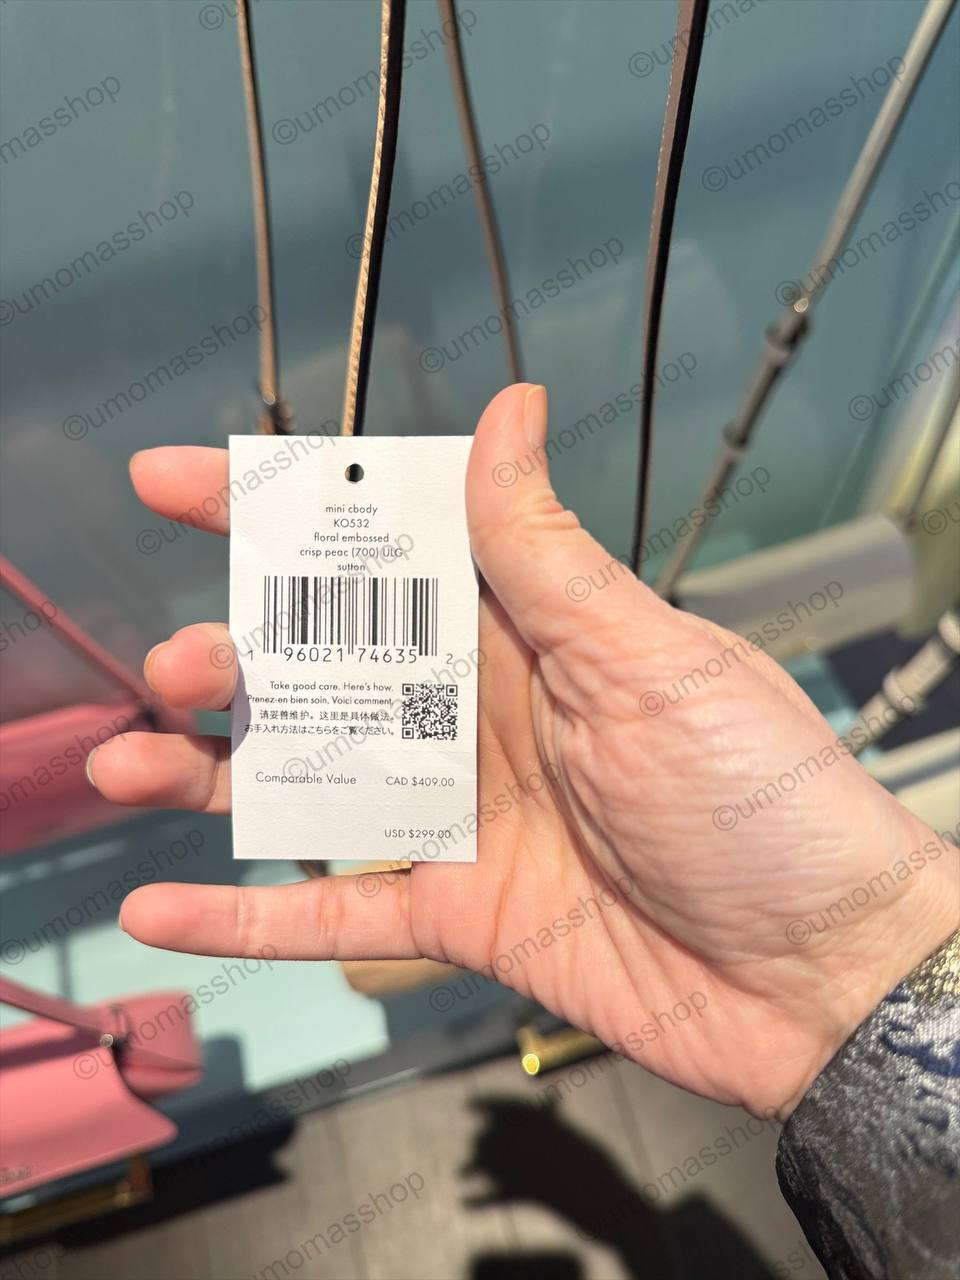 mini cbody
KO532
floral embossed
crisp peac (700) ULG
sutton
1 96021 74635 2
Take good care. Here's how.
Prenez-en bien soin. Voici comment.
请妥善维护。这里是具体做法。
お手入れ方法はこちらをご覧ください。
Comparable Value CAD $409.00
USD $299.00
©umomasshop